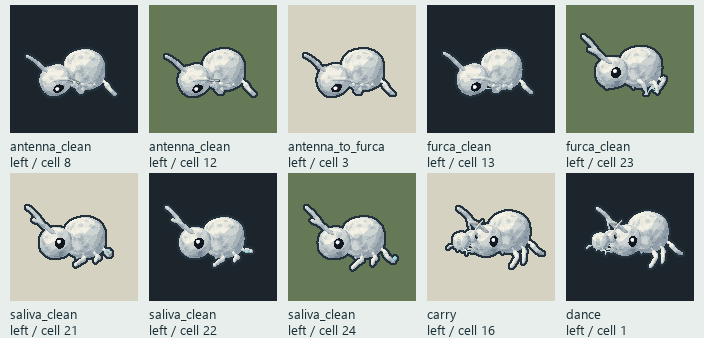 antenna_clean
left / cell 8
antenna_clean
left / cell 12
antenna_to_furca
left / cell 3
furca_clean
left / cell 13
furca_clean
left / cell 23
saliva_clean
left / cell 21
saliva_clean
left / cell 22
saliva_clean
left / cell 24
carry
left / cell 16
dance
left / cell 1